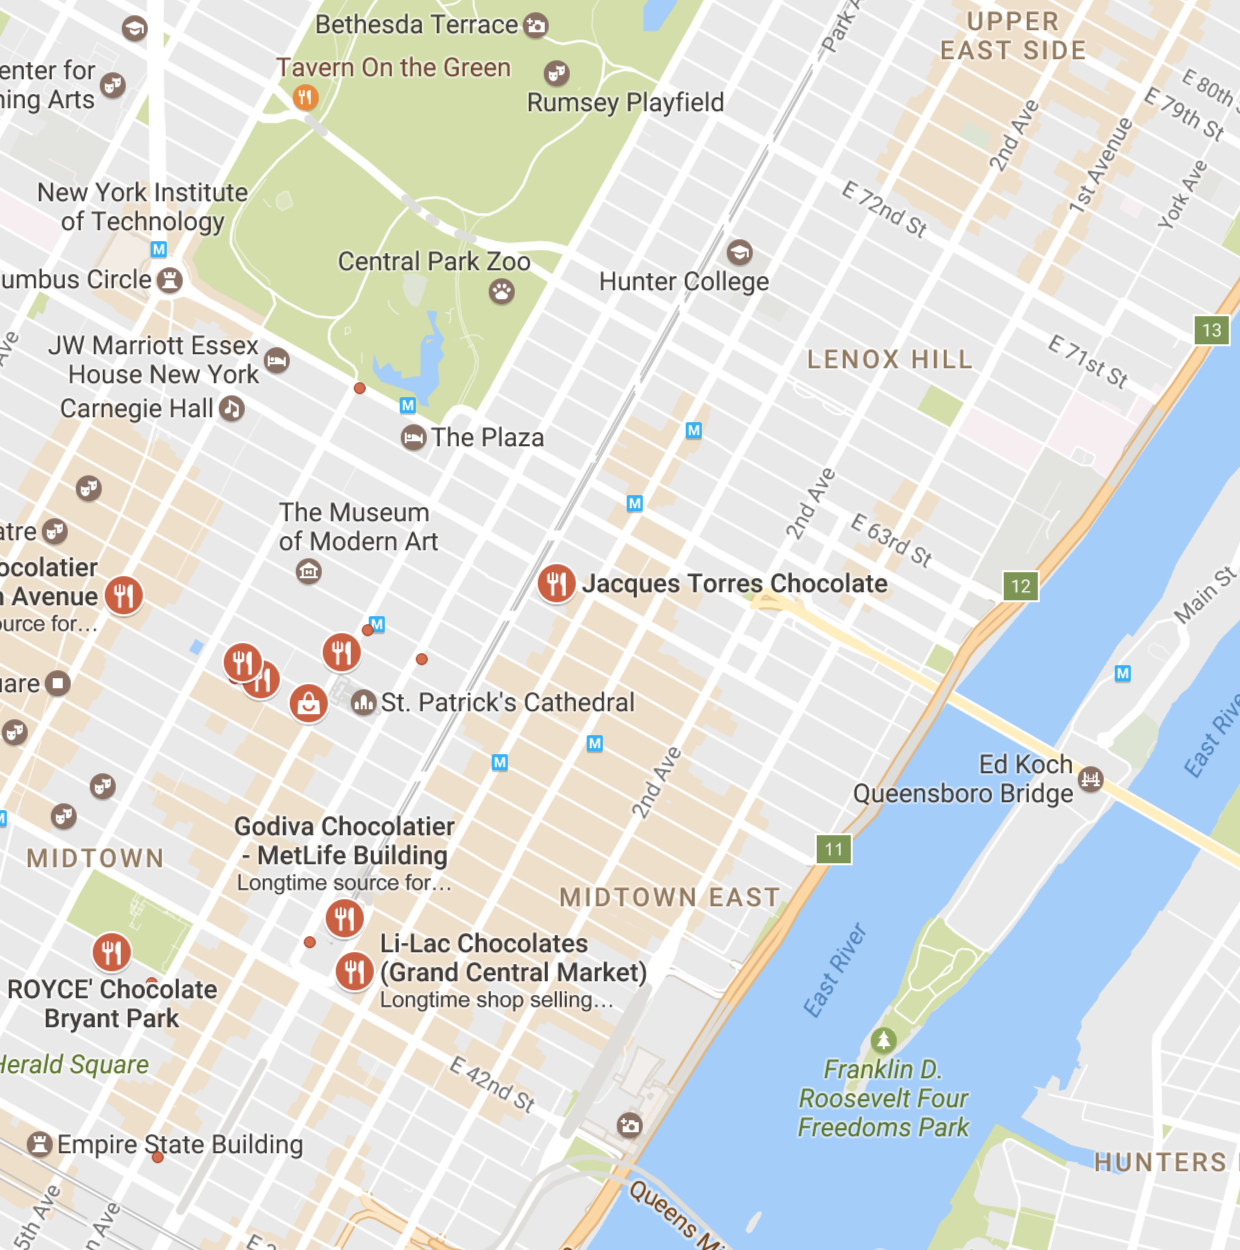 Bethesda Terrace
UPPER
EAST SIDE
Park A
enter for
ning Arts
Tavern On the Green
Rumsey Playfield
E 80th S
E 79th St
2nd Ave
1st Avenue
York Ave
New York Institute
of Technology
M
E 72nd St
Central Park Zoo
Hunter College
umbus Circle
13
Ave
JW Marriott Essex
House New York
LENOX HILL
E 71st St
Carnegie Hall
M
The Plaza
M
M
The Museum
of Modern Art
2nd Ave
E 63rd St
atre
ocolatier
n Avenue
ource for...
Jacques Torres Chocolate
12
Main St
M
M
uare
St. Patrick's Cathedral
East River
M
M
2nd Ave
Ed Koch
Queensboro Bridge
M
Godiva Chocolatier
- MetLife Building
Longtime source for...
11
MIDTOWN
MIDTOWN EAST
Li-Lac Chocolates
(Grand Central Market)
Longtime shop selling...
East River
ROYCE' Chocolate
Bryant Park
Herald Square
E 42nd St
Franklin D.
Roosevelt Four
Freedoms Park
Empire State Building
HUNTERS
5th Ave
n Ave
E 2
Queens Mi